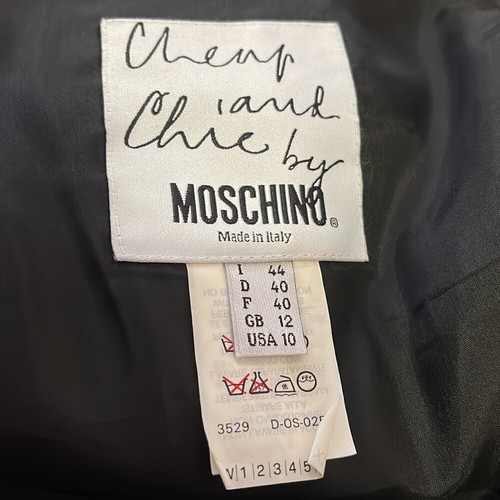 Cheap
and
Chic by
MOSCHINO®
Made in Italy
I 44
D 40
F 40
GB 12
USA 10
3529 D-OS-025
V|1|2|3|4|5